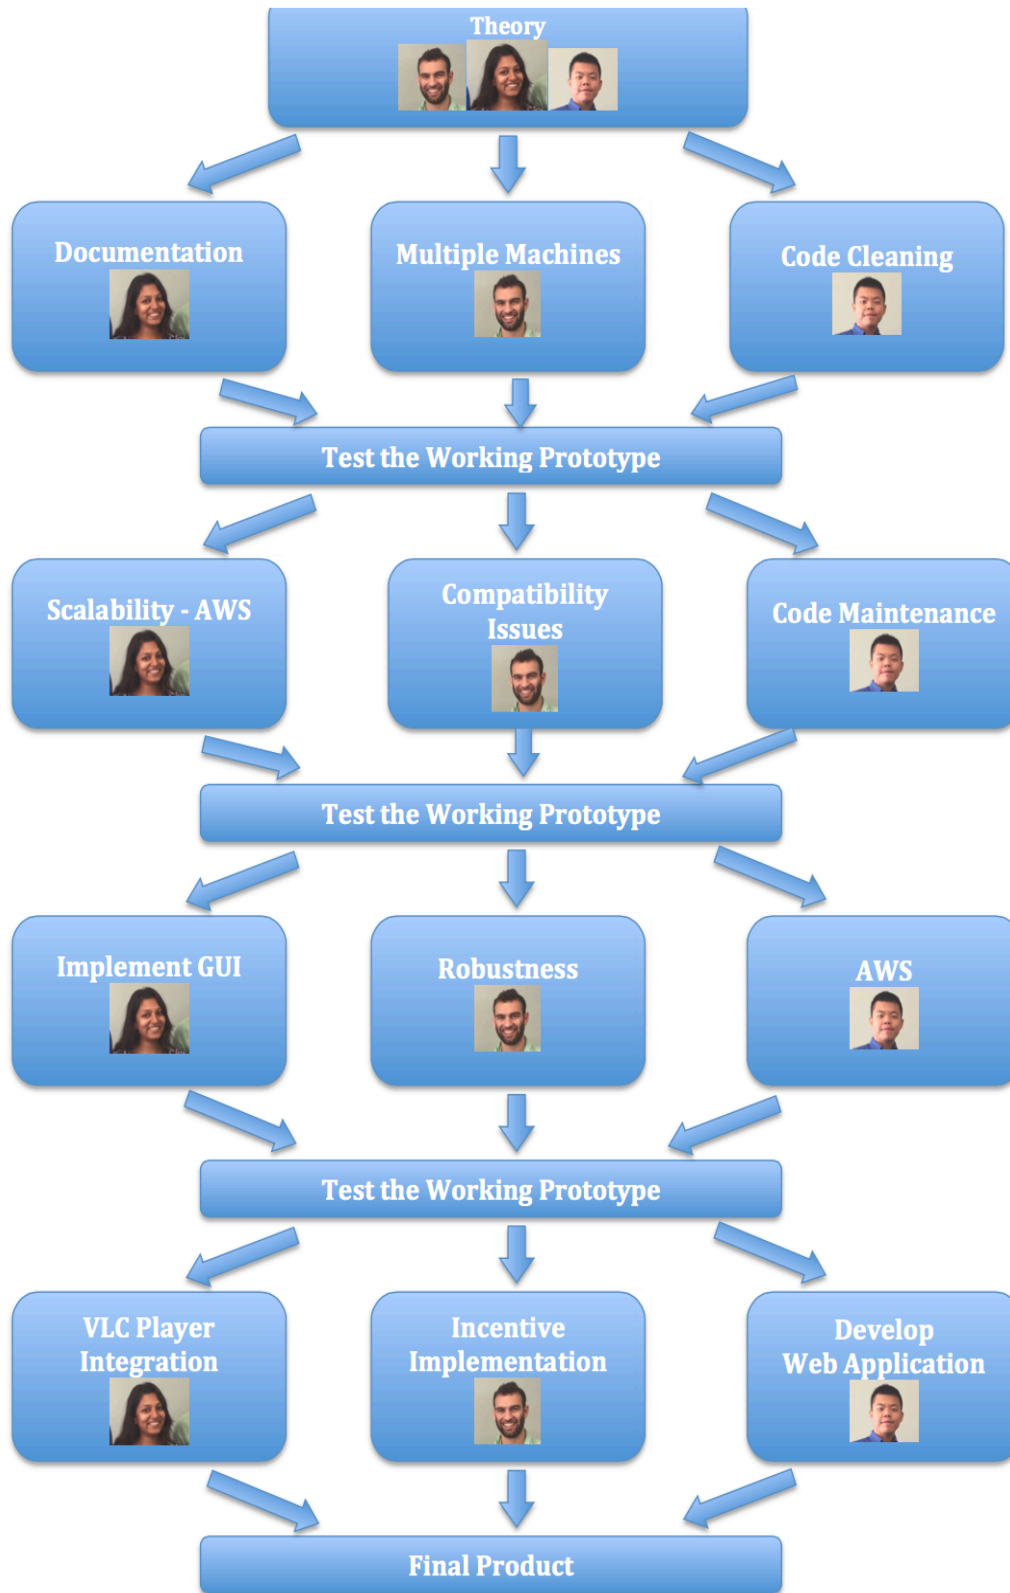 Theory
Documentation
Multiple Machines
Code Cleaning
Test the Working Prototype
Scalability - AWS
Compatibility
Issues
Code Maintenance
Test the Working Prototype
Implement GUI
Robustness
AWS
Test the Working Prototype
VLC Player
Integration
Incentive
Implementation
Develop
Web Application
Final Product